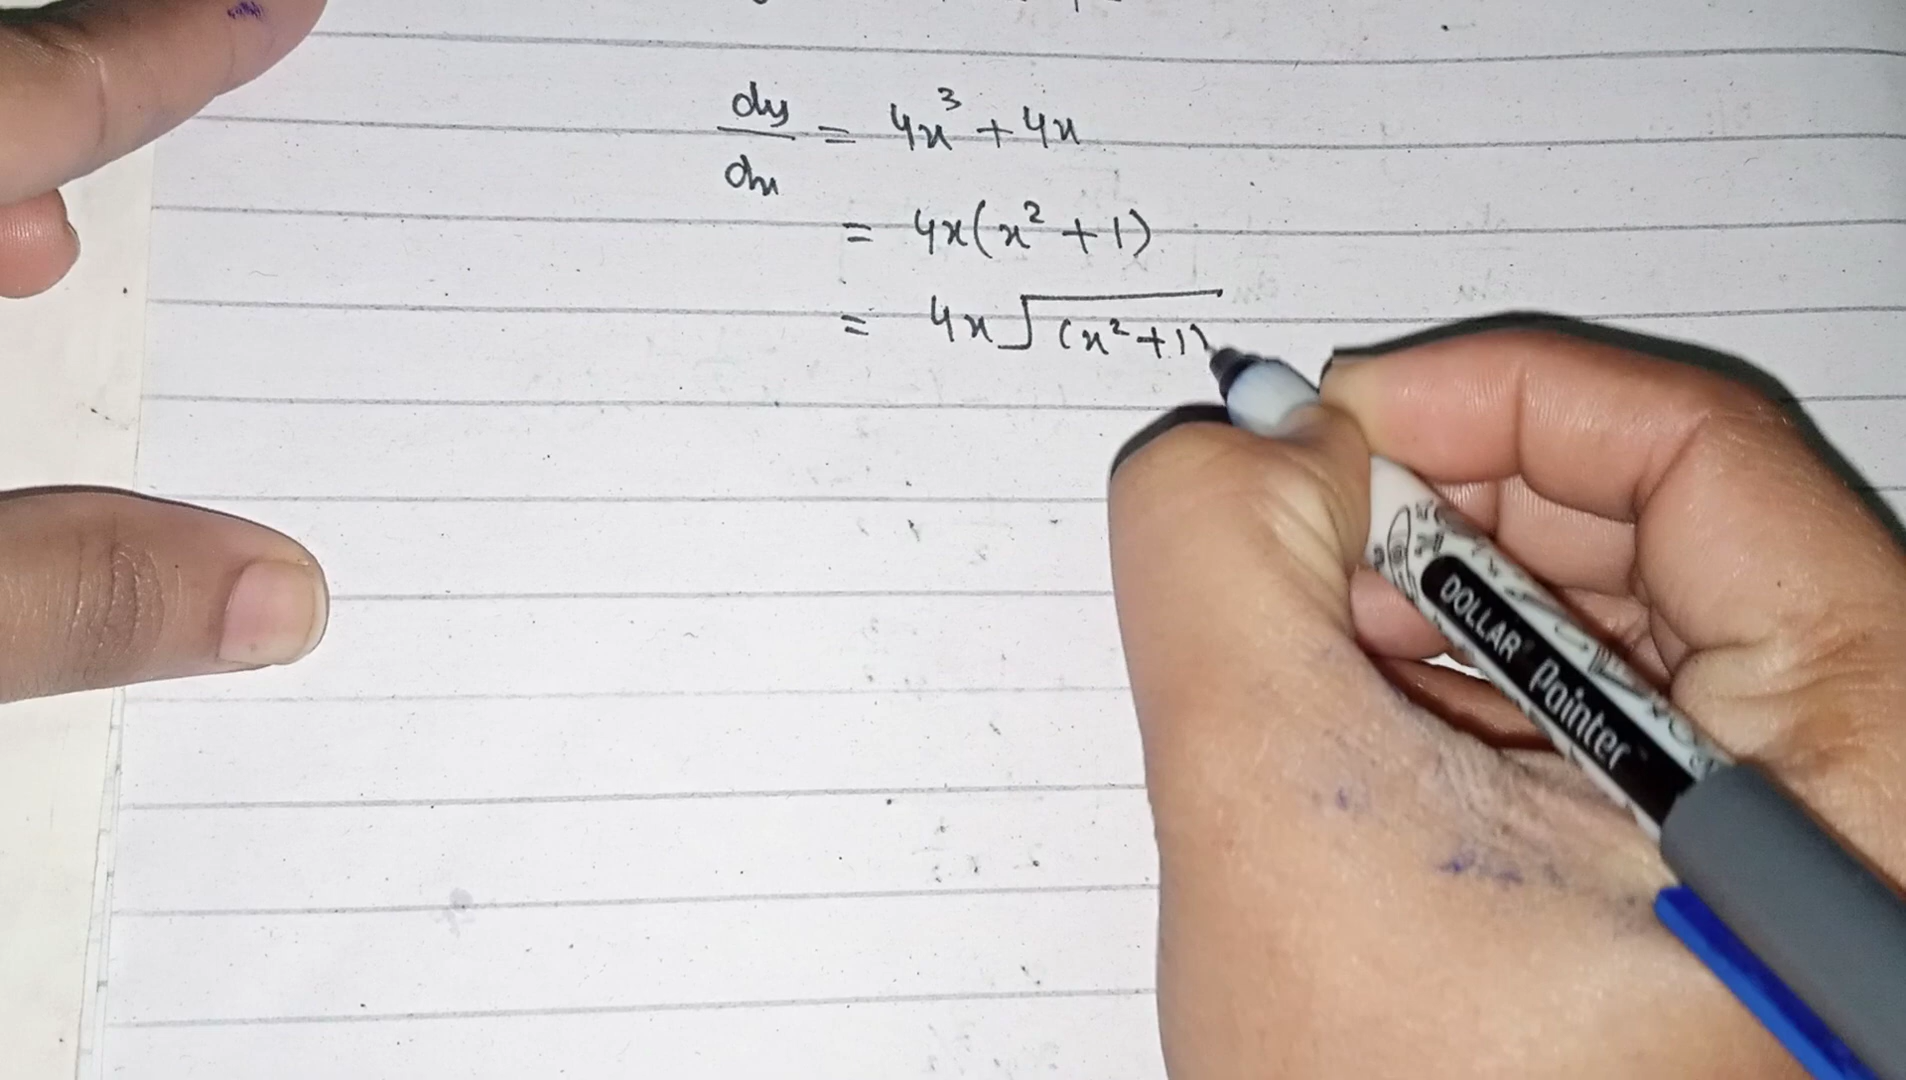 dy/dx = 4x³ + 4x
= 4x(x² + 1)
= 4x√(x² + 1)
DOLLAR Pointer